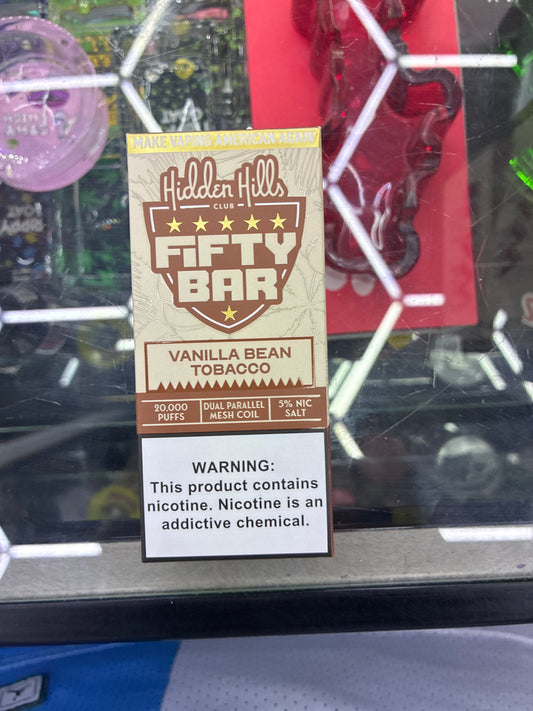 MAKE VAPING AMERICAN AGAIN
Hidden Hills
CLUB
FiFTY
BAR
VANILLA BEAN
TOBACCO
20,000
PUFFS
DUAL PARALLEL
MESH COIL
5% NIC
SALT
WARNING:
This product contains
nicotine. Nicotine is an
addictive chemical.